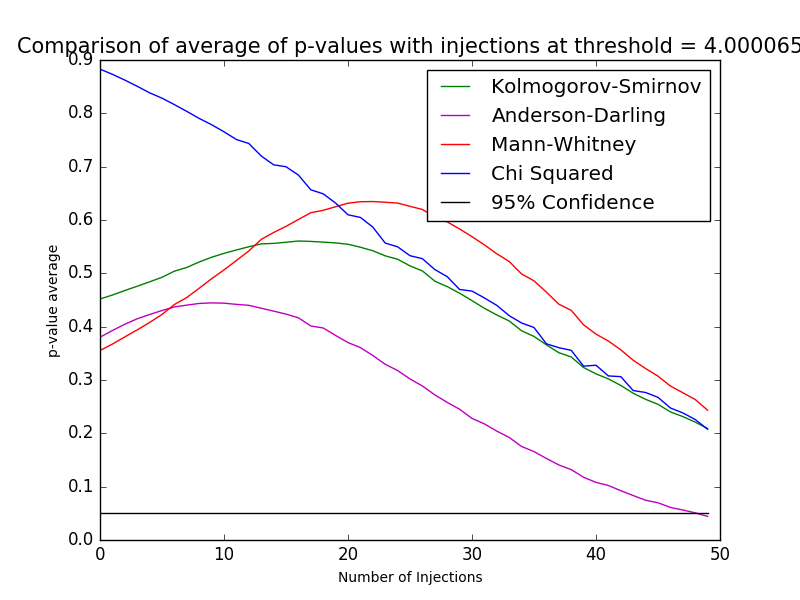 Comparison of average of p-values with injections at threshold = 4.000065
0.9
0.8
0.7
0.6
0.5
0.4
0.3
0.2
0.1
0.0
p-value average
Kolmogorov-Smirnov
Anderson-Darling
Mann-Whitney
Chi Squared
95% Confidence
0 10 20 30 40 50
Number of Injections